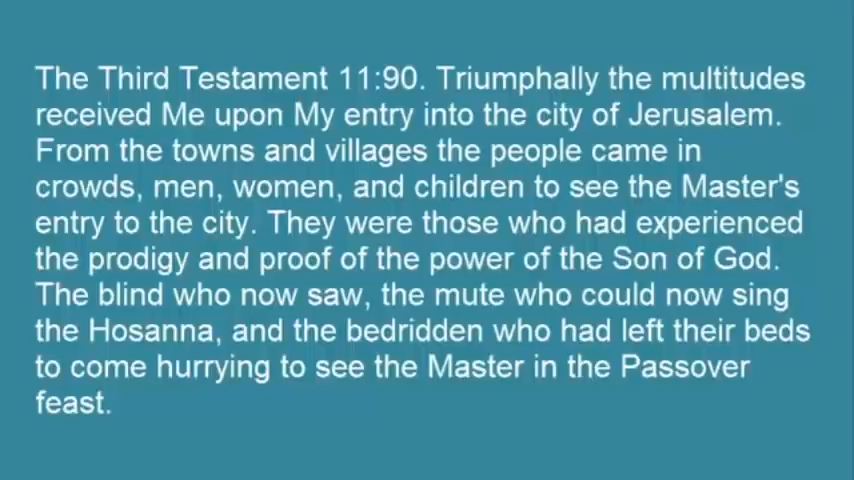 The Third Testament 11:90. Triumphally the multitudes
received Me upon My entry into the city of Jerusalem.
From the towns and villages the people came in
crowds, men, women, and children to see the Master's
entry to the city. They were those who had experienced
the prodigy and proof of the power of the Son of God.
The blind who now saw, the mute who could now sing
the Hosanna, and the bedridden who had left their beds
to come hurrying to see the Master in the Passover
feast.